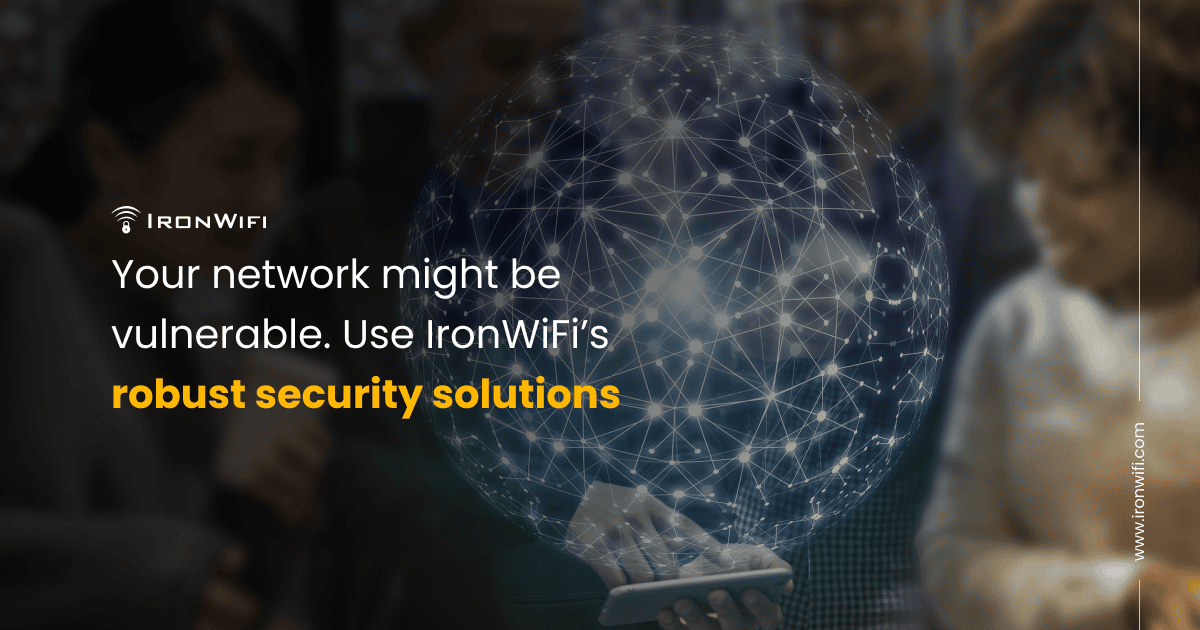 IronWifi
Your network might be
vulnerable. Use IronWiFi’s
robust security solutions
www.ironwifi.com